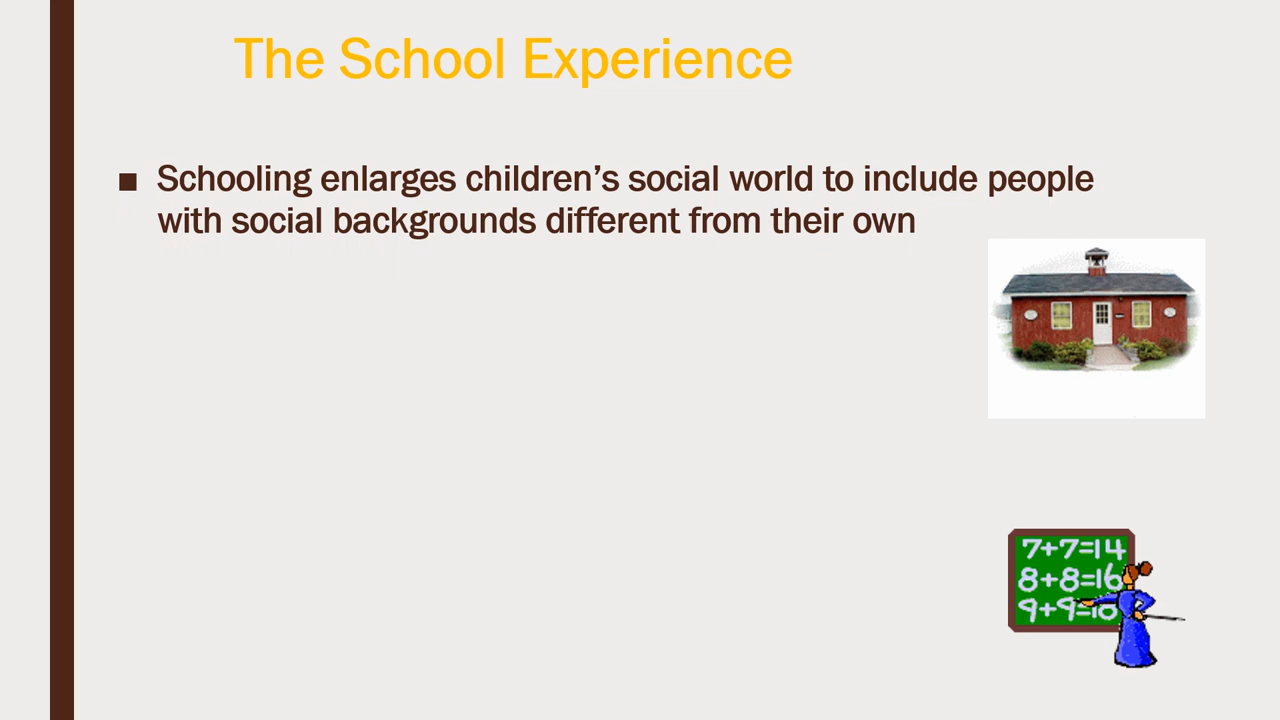 The School Experience
■ Schooling enlarges children's social world to include people
with social backgrounds different from their own
7+7=14
8+8=16
9+9=18